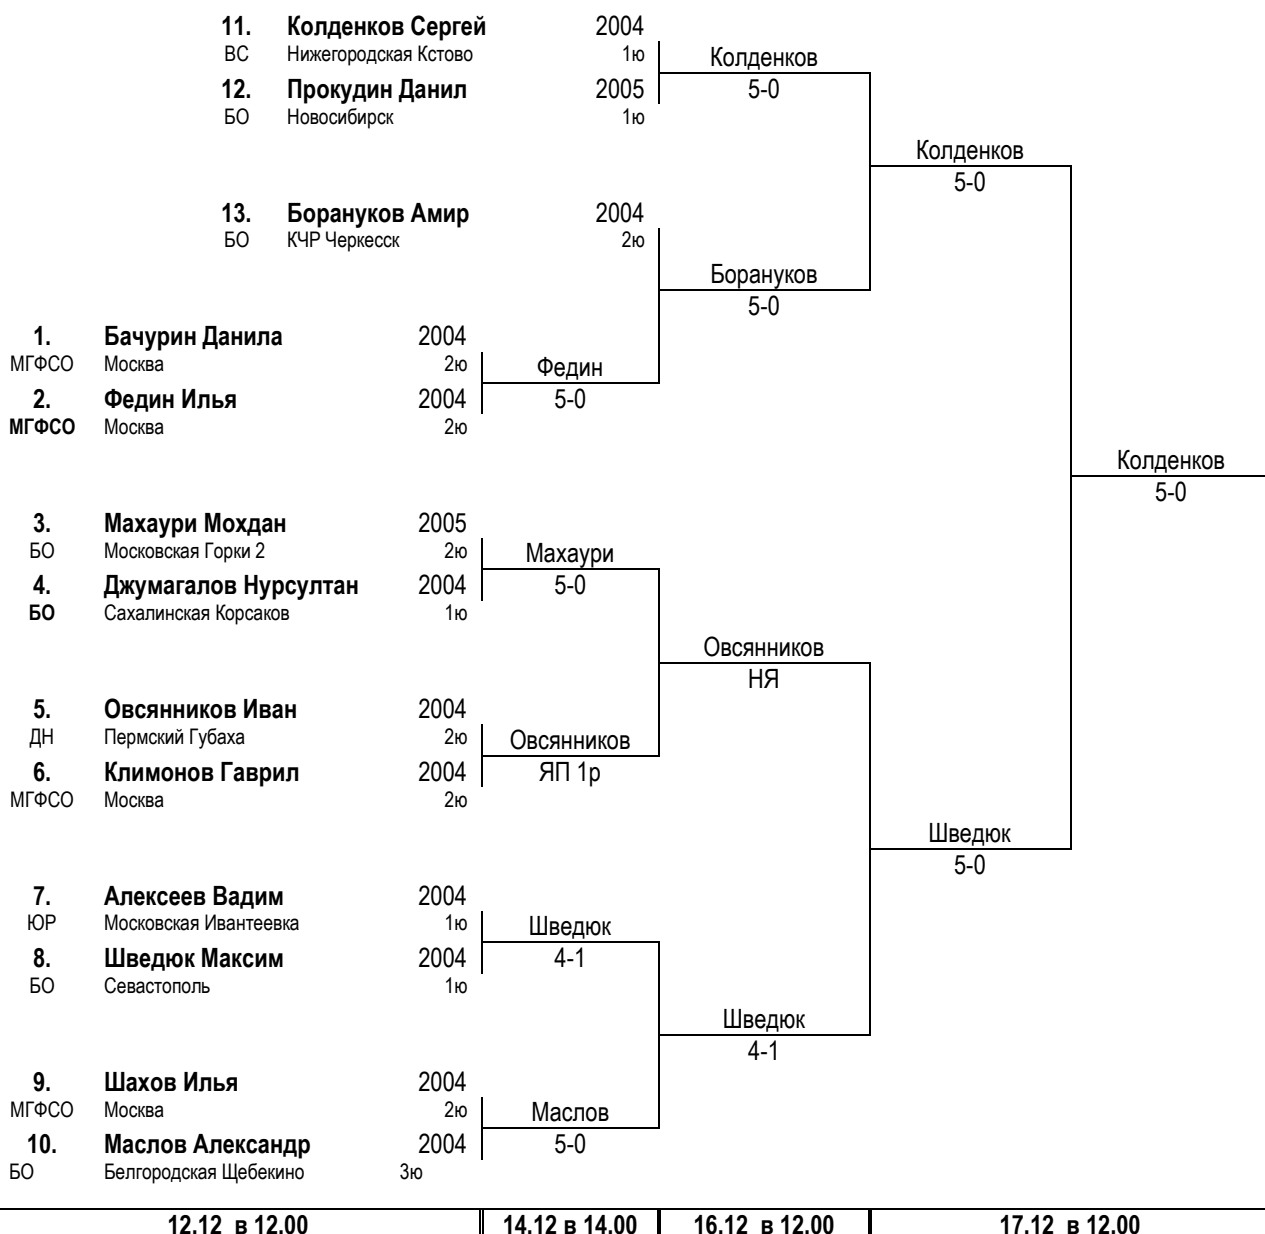 11. Колденков Сергей 2004
ВС Нижегородская Кстово 1ю
Колденков
12. Прокудин Данил 2005
5-0
БО Новосибирск 1ю
Колденков
5-0
13. Борануков Амир 2004
БО КЧР Черкесск 2ю
Борануков
5-0
1. Бачурин Данила 2004
МГФСО Москва 2ю
Федин
2. Федин Илья 2004
5-0
МГФСО Москва 2ю
Колденков
5-0
3. Махаури Мохдан 2005
БО Московская Горки 2 2ю
Махаури
4. Джумагалов Нурсултан 2004
5-0
БО Сахалинская Корсаков 1ю
Овсянников
НЯ
5. Овсянников Иван 2004
ДН Пермский Губаха 2ю
Овсянников
6. Климонов Гаврил 2004
ЯП 1р
МГФСО Москва 2ю
Шведюк
5-0
7. Алексеев Вадим 2004
ЮР Московская Ивантеевка 1ю
Шведюк
8. Шведюк Максим 2004
4-1
БО Севастополь 1ю
Шведюк
4-1
9. Шахов Илья 2004
МГФСО Москва 2ю
Маслов
10. Маслов Александр 2004
5-0
БО Белгородская Щебекино 3ю
12.12 в 12.00 14.12 в 14.00 16.12 в 12.00 17.12 в 12.00